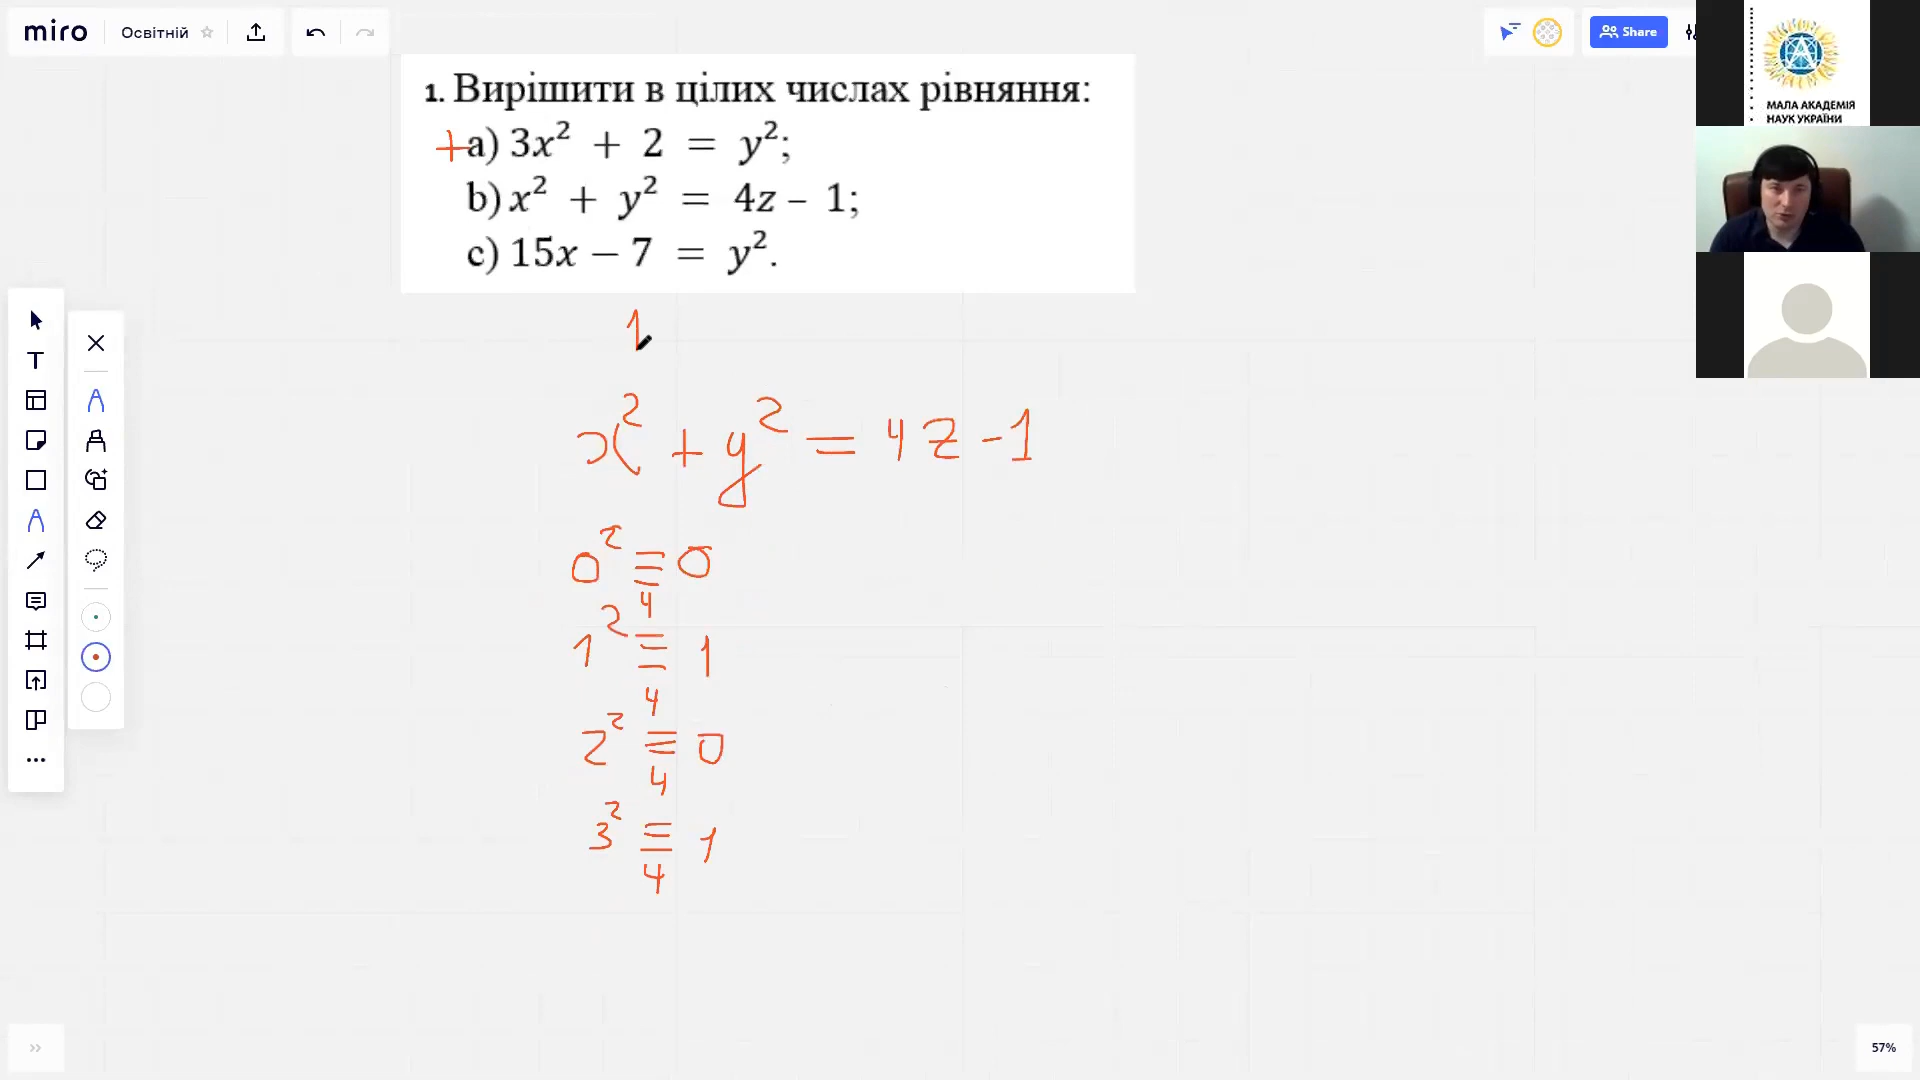 miro
Освітній
Share
МАЛА АКАДЕМІЯ
НАУК УКРАЇНИ
1. Вирішити в цілих числах рівняння:
+a) 3x² + 2 = y²;
b) x² + y² = 4z – 1;
c) 15x – 7 = y².
1
x² + y² = 4z - 1
0² ≡ 0
4
1² ≡ 1
4
2² ≡ 0
4
3² ≡ 1
4
57%